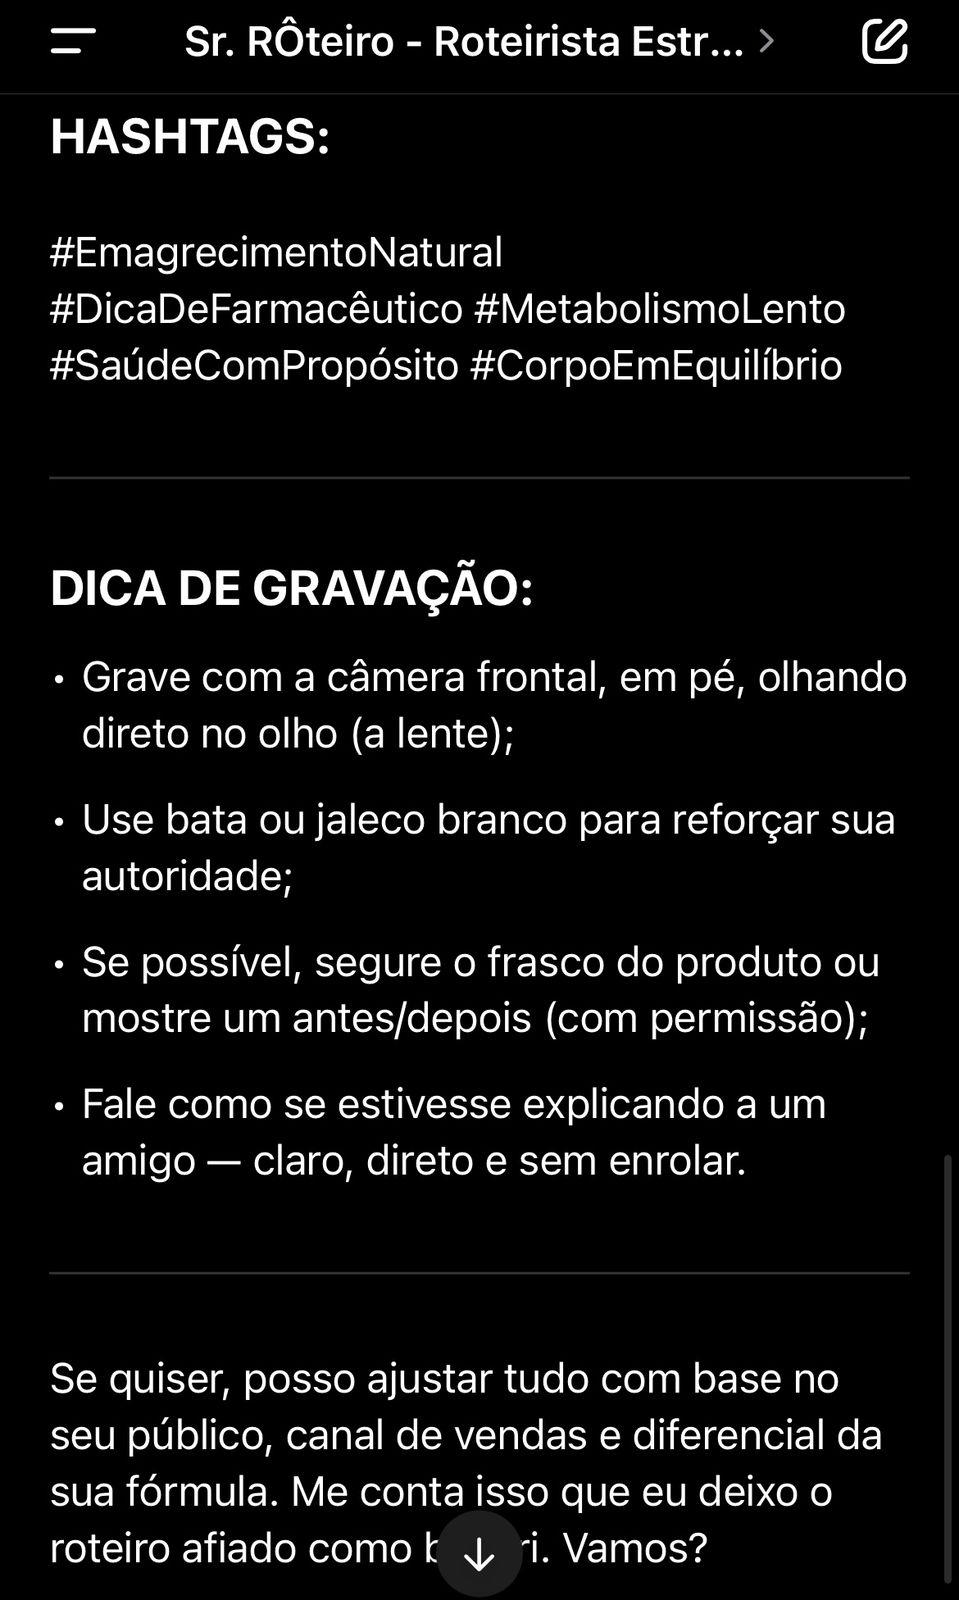 Sr. RÔteiro - Roteirista Estr...
HASHTAGS:
#EmagrecimentoNatural
#DicaDeFarmacêutico #MetabolismoLento
#SaúdeComPropósito #CorpoEmEquilíbrio
DICA DE GRAVAÇÃO:
• Grave com a câmera frontal, em pé, olhando
direto no olho (a lente);
• Use bata ou jaleco branco para reforçar sua
autoridade;
• Se possível, segure o frasco do produto ou
mostre um antes/depois (com permissão);
• Fale como se estivesse explicando a um
amigo — claro, direto e sem enrolar.
Se quiser, posso ajustar tudo com base no
seu público, canal de vendas e diferencial da
sua fórmula. Me conta isso que eu deixo o
roteiro afiado como Vamos?